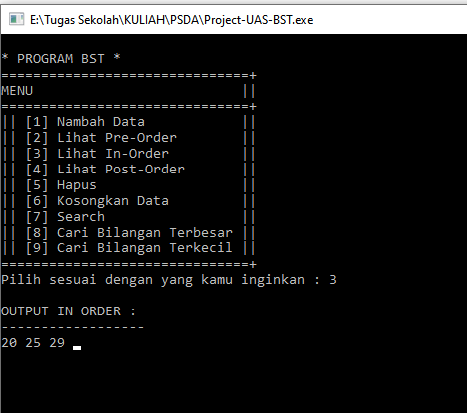 E:\Tugas Sekolah\KULIAH\PSDA\Project-UAS-BST.exe
* PROGRAM BST *
===============================+
MENU                          ||
===============================+
|| [1] Nambah Data            ||
|| [2] Lihat Pre-Order        ||
|| [3] Lihat In-Order         ||
|| [4] Lihat Post-Order       ||
|| [5] Hapus                  ||
|| [6] Kosongkan Data         ||
|| [7] Search                 ||
|| [8] Cari Bilangan Terbesar ||
|| [9] Cari Bilangan Terkecil ||
===============================+
Pilih sesuai dengan yang kamu inginkan : 3
OUTPUT IN ORDER :
------------------
20 25 29